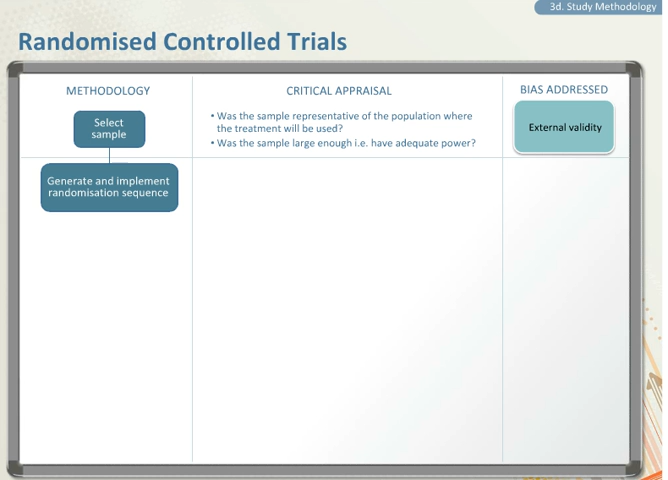 3d. Study Methodology
Randomised Controlled Trials
METHODOLOGY
CRITICAL APPRAISAL
BIAS ADDRESSED
Select
sample
• Was the sample representative of the population where
the treatment will be used?
• Was the sample large enough i.e. have adequate power?
External validity
Generate and implement
randomisation sequence